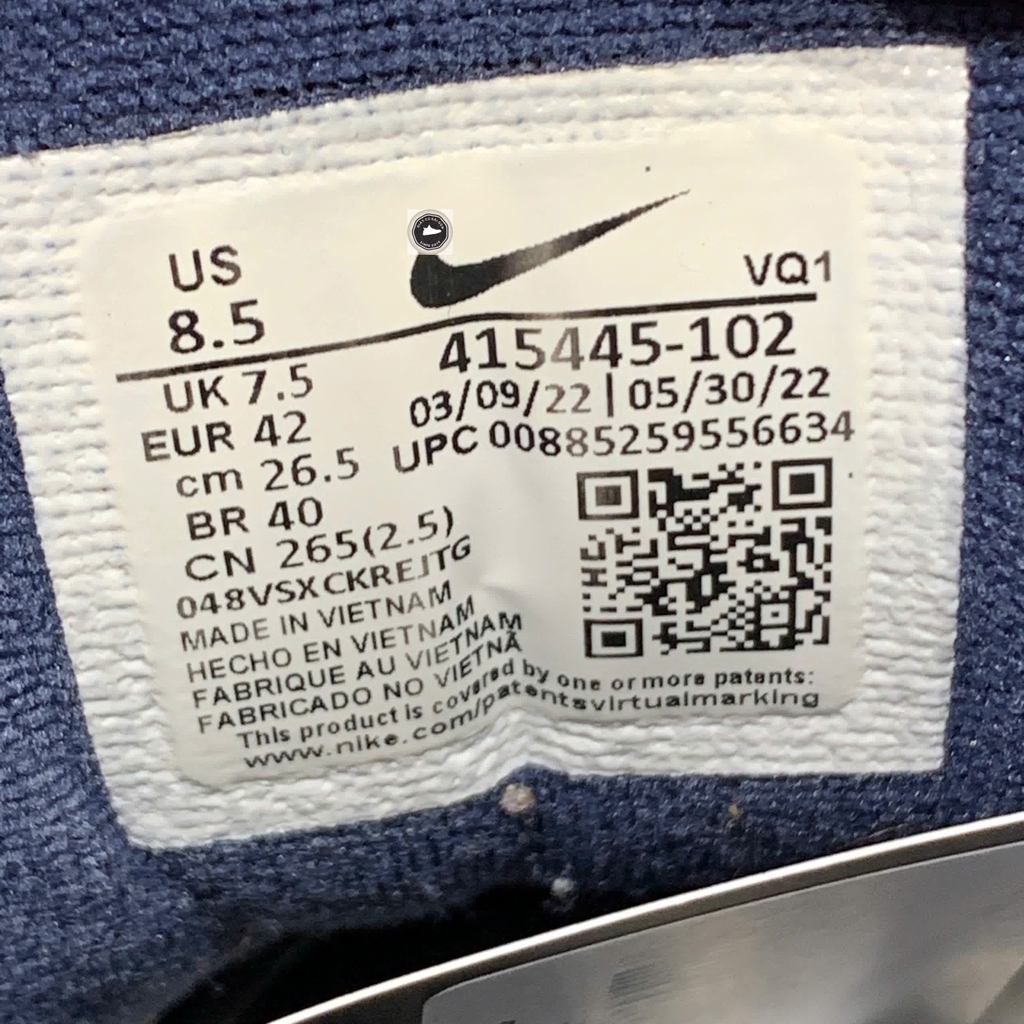 US
8.5
VQ1
415445-102
03/09/22 | 05/30/22
UPC 00885259556634
UK 7.5
EUR 42
cm 26.5
BR 40
CN 265(2.5)
048VSXCKREJTG
MADE IN VIETNAM
HECHO EN VIETNAM
FABRIQUE AU VIETNAM
FABRICADO NO VIETNÃ
This product is covered by one or more patents:
www.nike.com/patentsvirtualmarking